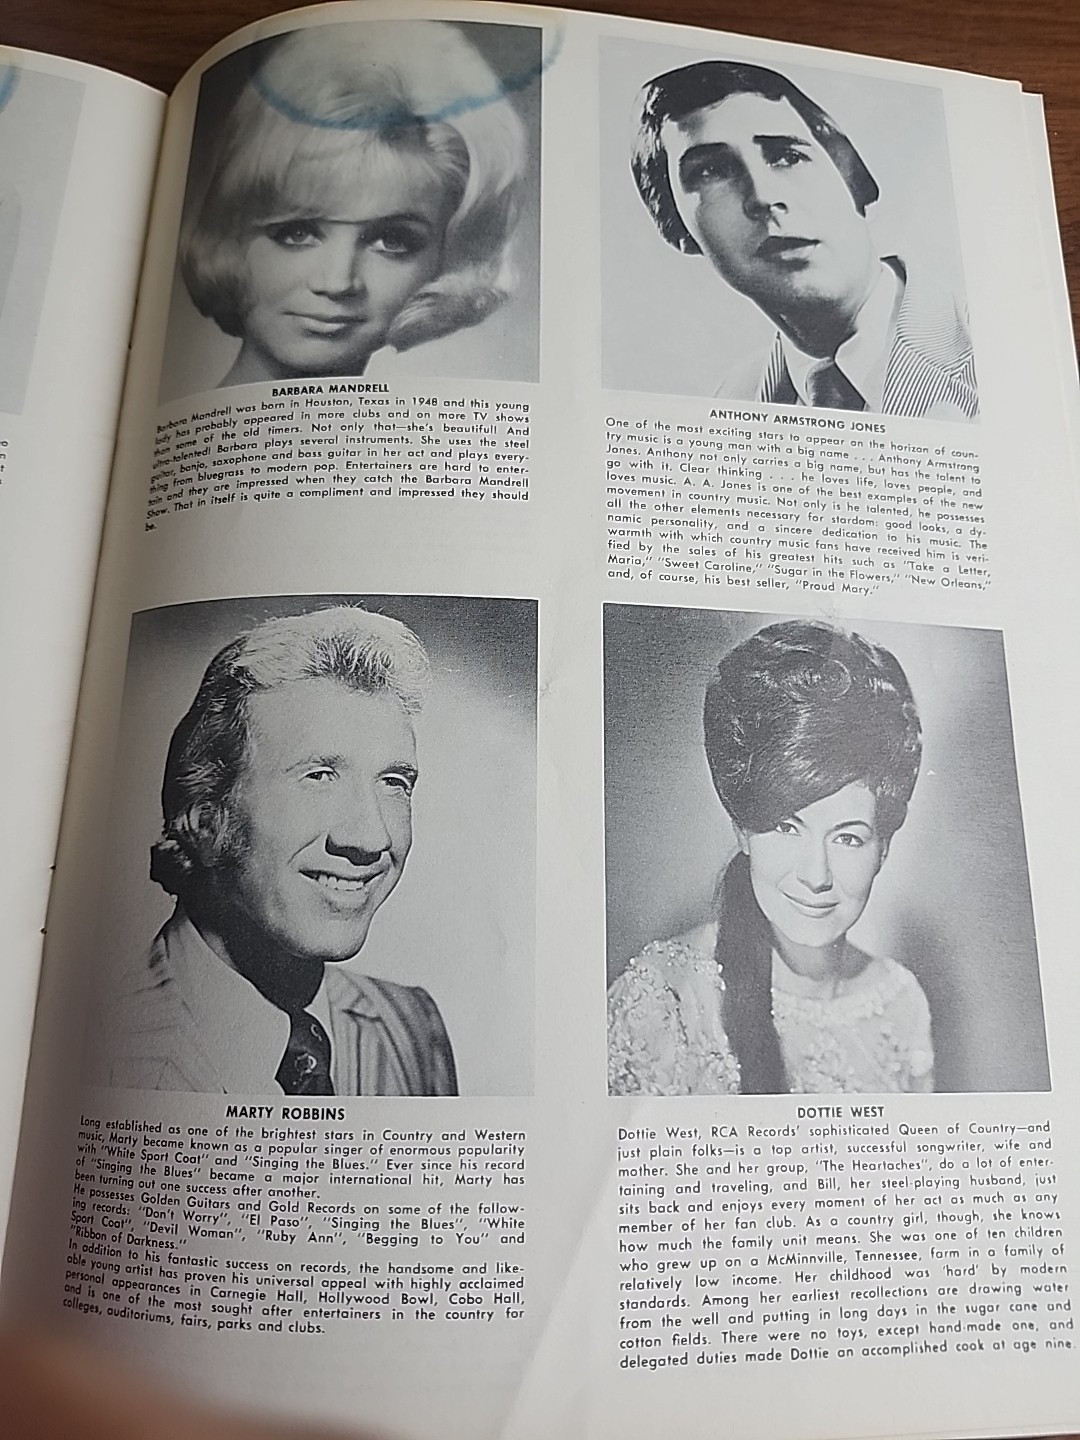 BARBARA MANDRELL
Barbara Mandrell was born in Houston, Texas in 1948 and this young
lady has probably appeared in more clubs and on more TV shows
than some of the old timers. Not only that—she's beautiful! And
ultra-talented! Barbara plays several instruments. She uses the steel
guitar, banjo, saxophone and bass guitar in her act and plays every-
thing from bluegrass to modern pop. Entertainers are hard to enter-
tain and they are impressed when they catch the Barbara Mandrell
Show. That in itself is quite a compliment and impressed they should
be.
ANTHONY ARMSTRONG JONES
One of the most exciting stars to appear on the horizan of coun-
try music is a young man with a big name . . . Anthony Armstrong
Jones. Anthony not only carries a big name, but has the talent to
go with it. Clear thinking . . . he loves life, loves people, and
loves music. A. A. Jones is one of the best examples of the new
movement in country music. Not only is he talented, he possesses
all the other elements necessary for stardom: good looks, a dy-
namic personality, and a sincere dedication to his music. The
warmth with which country music fans have received him is veri-
fied by the sales of his greatest hits such as "Take a Letter,
Maria," "Sweet Caroline," "Sugar in the Flowers," "New Orleans,"
and, of course, his best seller, "Proud Mary."
MARTY ROBBINS
Long established as one of the brightest stars in Country and Western
music, Marty became known as a popular singer of enormous popularity
with "White Sport Coat" and "Singing the Blues." Ever since his record
of "Singing the Blues" became a major international hit, Marty has
been turning out one success after another.
He possesses Golden Guitars and Gold Records on some of the follow-
ing records: "Don't Worry", "El Paso", "Singing the Blues", "White
Sport Coat", "Devil Woman", "Ruby Ann", "Begging to You" and
"Ribbon of Darkness."
In addition to his fantastic success on records, the handsome and like-
able young artist has proven his universal appeal with highly acclaimed
personal appearances in Carnegie Hall, Hollywood Bowl, Cobo Hall,
and is one of the most sought after entertainers in the country for
colleges, auditoriums, fairs, parks and clubs.
DOTTIE WEST
Dottie West, RCA Records' sophisticated Queen of Country—and
just plain folks—is a top artist, successful songwriter, wife and
mother. She and her group, "The Heartaches", do a lot of enter-
taining and traveling, and Bill, her steel-playing husband, just
sits back and enjoys every moment of her act as much as any
member of her fan club. As a country girl, though, she knows
how much the family unit means. She was one of ten children
who grew up on a McMinnville, Tennessee, farm in a family of
relatively low income. Her childhood was 'hard' by modern
standards. Among her earliest recollections are drawing water
from the well and putting in long days in the sugar cane and
cotton fields. There were no toys, except hand-made one, and
delegated duties made Dottie an accomplished cook at age nine.